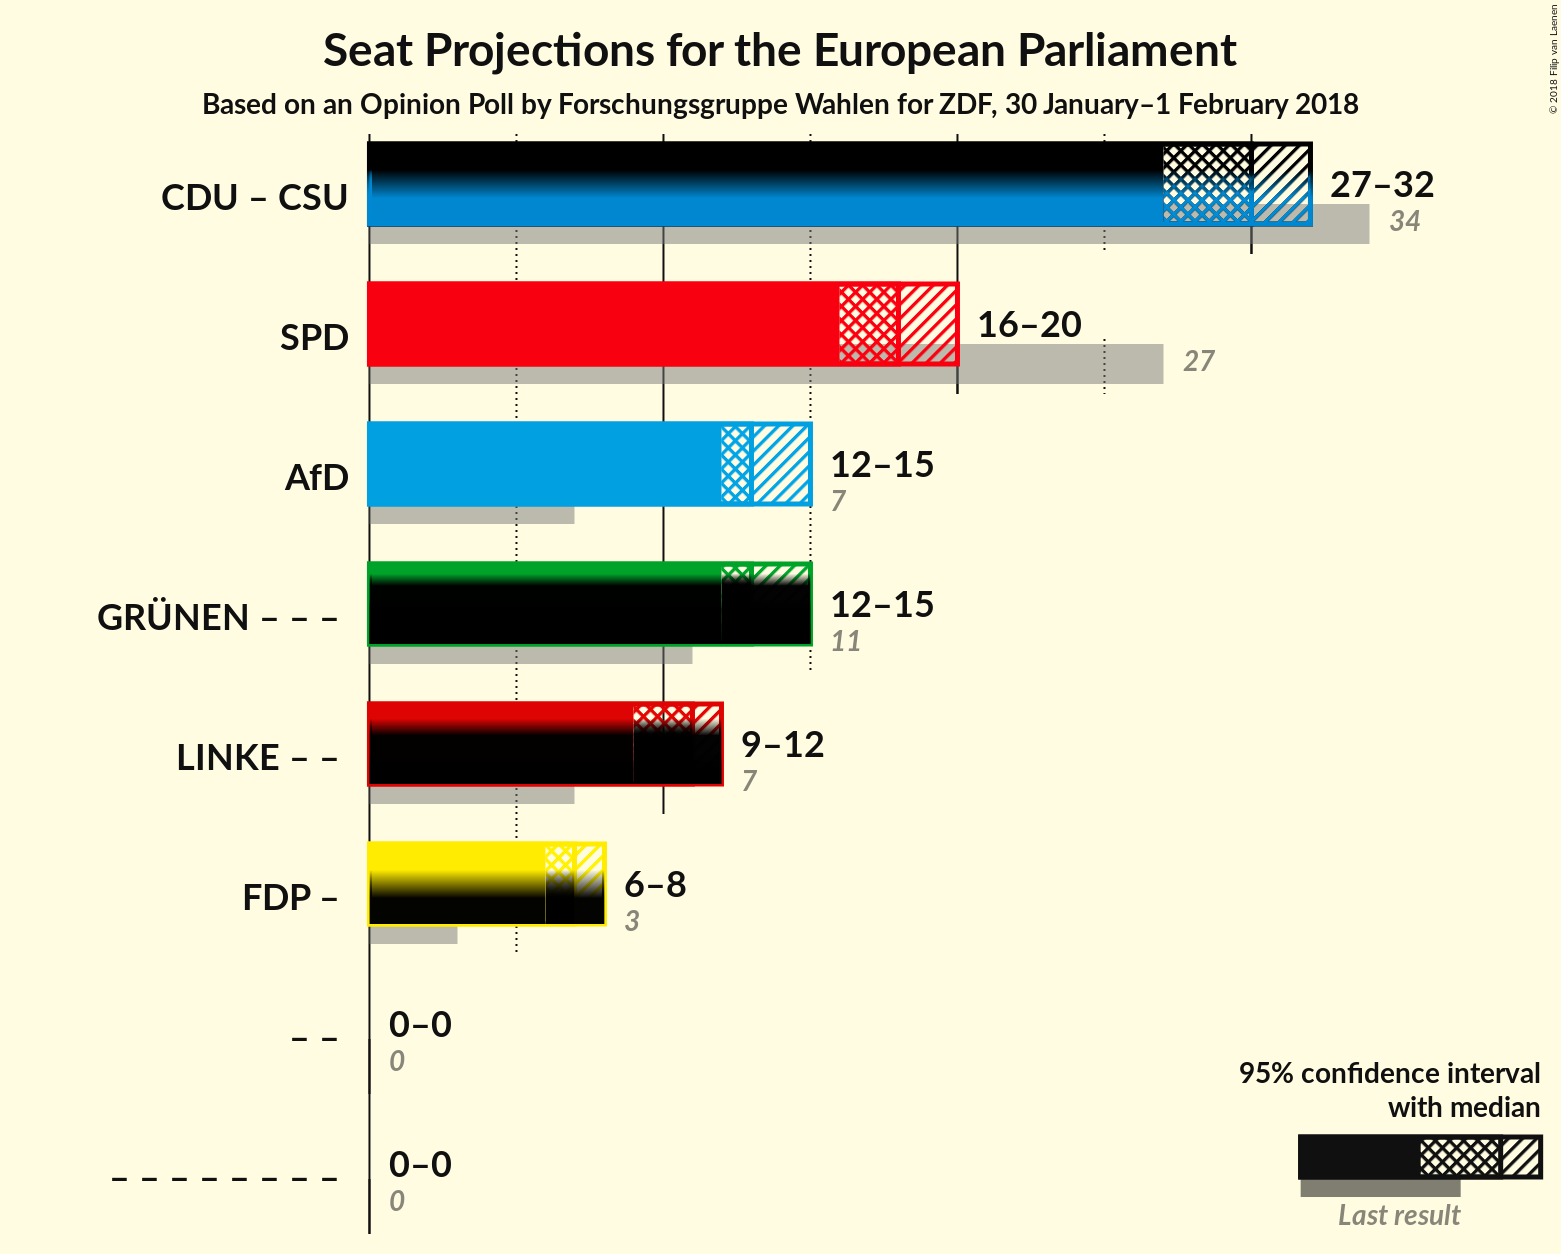 Seat Projections for the European Parliament
Based on an Opinion Poll by Forschungsgruppe Wahlen for ZDF, 30 January–1 February 2018
© 2018 Filip van Laenen
CDU – CSU
27–32
34
SPD
16–20
27
AfD
12–15
7
GRÜNEN – – –
12–15
11
LINKE – –
9–12
7
FDP –
6–8
3
– –
0–0
0
– – – – – – – –
0–0
0
95% confidence interval
with median
Last result